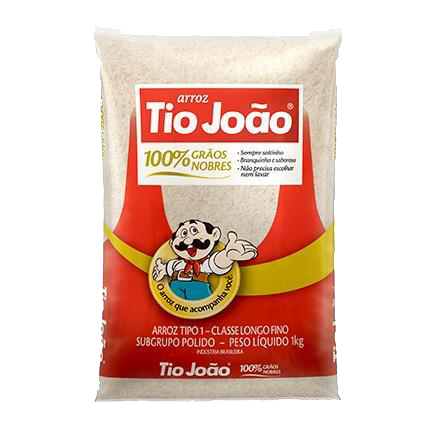 arroz
Tio João®
100% GRÃOS NOBRES
• Sempre soltinho
• Branquinho e saboroso
• Não precisa escolher
nem lavar
O arroz que acompanha você.
ARROZ TIPO 1 – CLASSE LONGO FINO
SUBGRUPO POLIDO – PESO LÍQUIDO 1kg
INDÚSTRIA BRASILEIRA
Tio João® 100% GRÃOS NOBRES